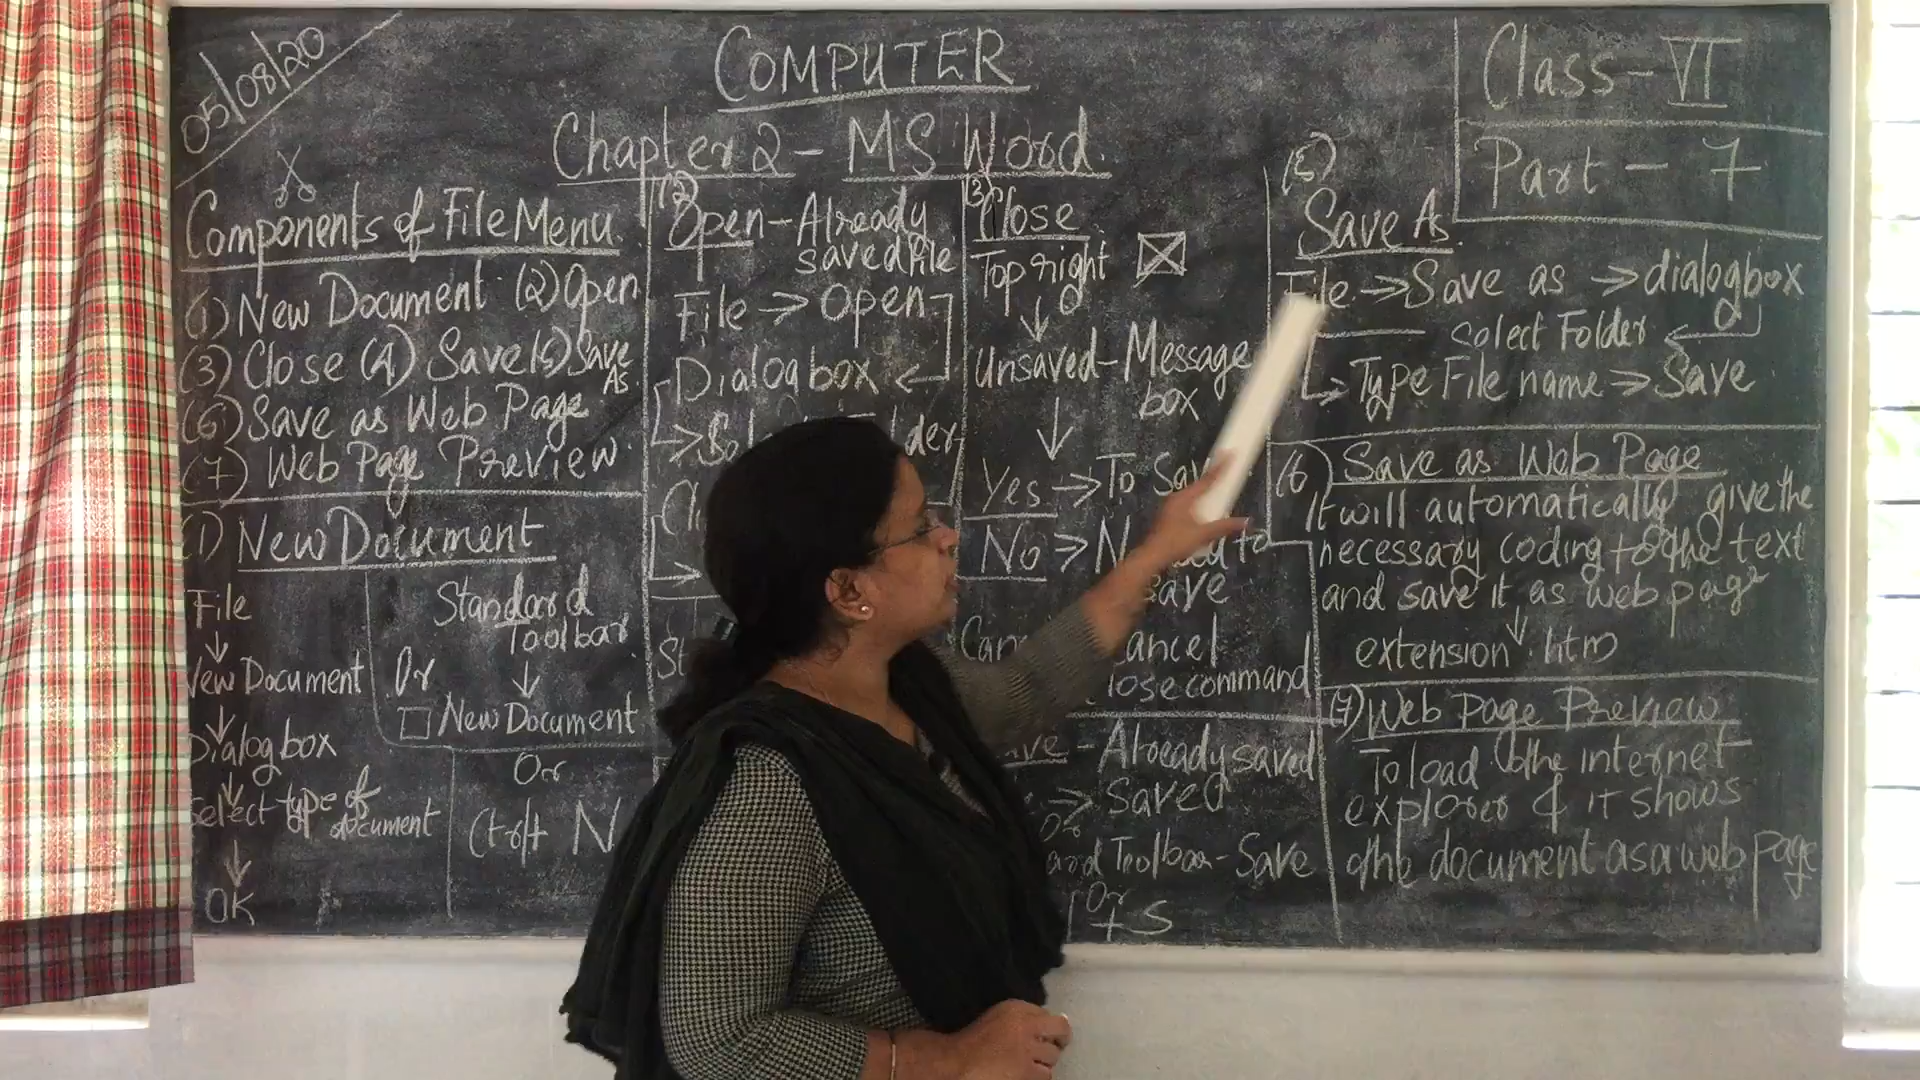 05/08/20
COMPUTER
Chapter 2 - MS Word
Class - VI
Part - 7
Components of File Menu
(1) New Document (2) Open
(3) Close (4) Save (5) Save As
(6) Save as Web Page
(7) Web Page Preview
(1) New Document
File
↓
New Document
↓
Dialog box
↓
Select type of document
↓
OK
Or
Standard Toolbar
↓
□ New Document
Or
Ctrl + N
(2) Open - Already saved file
File → Open
Dialog box ←
(3) Close
Top right
↓
Unsaved - Message box
↓
Yes → To
No →
save
Cancel
close command
- Already saved
→ Saved
Or
Toolbar - Save
Or
+ S
(5)
Save As
File → Save as → dialog box
Select Folder ←
↳ Type File name → Save
(6) Save as Web Page
It will automatically give the
necessary coding to the text
and save it as web page
↓
extension .htm
(7) Web Page Preview
To load the internet
explorer & it shows
the document as a web page